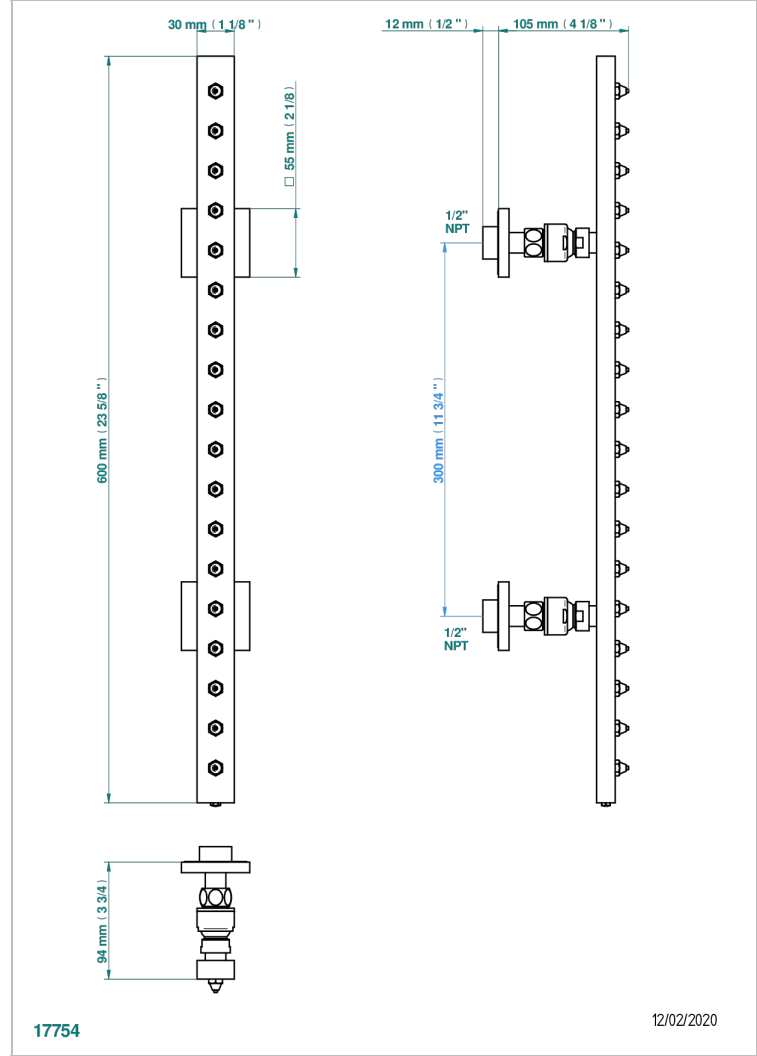 30 mm ( 1 1/8 " )
12 mm ( 1/2 " )
105 mm ( 4 1/8 " )
□ 55 mm ( 2 1/8 )
1/2"
NPT
600 mm ( 23 5/8 " )
300 mm ( 11 3/4 " )
1/2"
NPT
94 mm ( 3 3/4 )
17754
12/02/2020